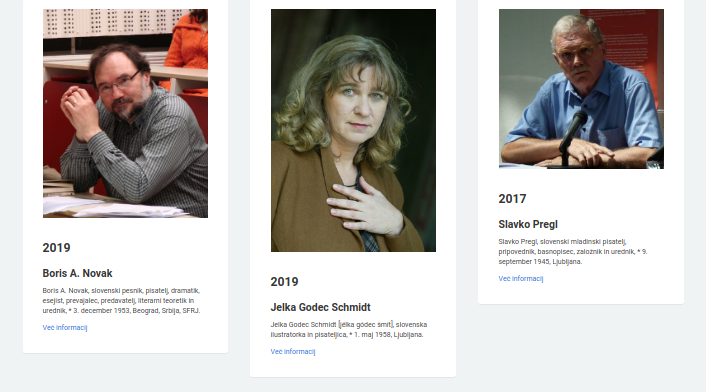 2019
Boris A. Novak
Boris A. Novak, slovenski pesnik, pisatelj, dramatik,
esejist, prevajalec, predavatelj, literarni teoretik in
urednik, * 3. december 1953, Beograd, Srbija, SFRJ.
Več informacij
2019
Jelka Godec Schmidt
Jelka Godec Schmidt [jélka gódec šmít], slovenska
ilustratorka in pisateljica, * 1. maj 1958, Ljubljana.
Več informacij
2017
Slavko Pregl
Slavko Pregl, slovenski mladinski pisatelj,
pripovednik, basnopisec, založnik in urednik, * 9.
september 1945, Ljubljana.
Več informacij